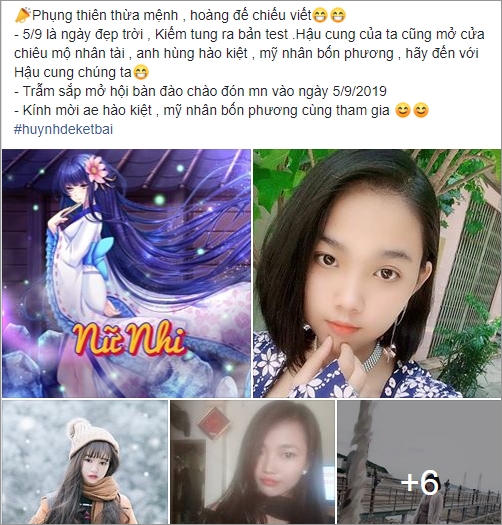 🎉Phụng thiên thừa mệnh , hoàng đế chiếu viết😁😁
- 5/9 là ngày đẹp trời , Kiếm tung ra bản test .Hậu cung của ta cũng mở cửa
chiêu mộ nhân tài , anh hùng hào kiệt , mỹ nhân bốn phương , hãy đến với
Hậu cung chúng ta😁
- Trẫm sắp mở hội bàn đào chào đón mn vào ngày 5/9/2019
- Kính mời ae hào kiệt , mỹ nhân bốn phương cùng tham gia 😊😊
#huynhdeketbai
Nữ Nhi
+6